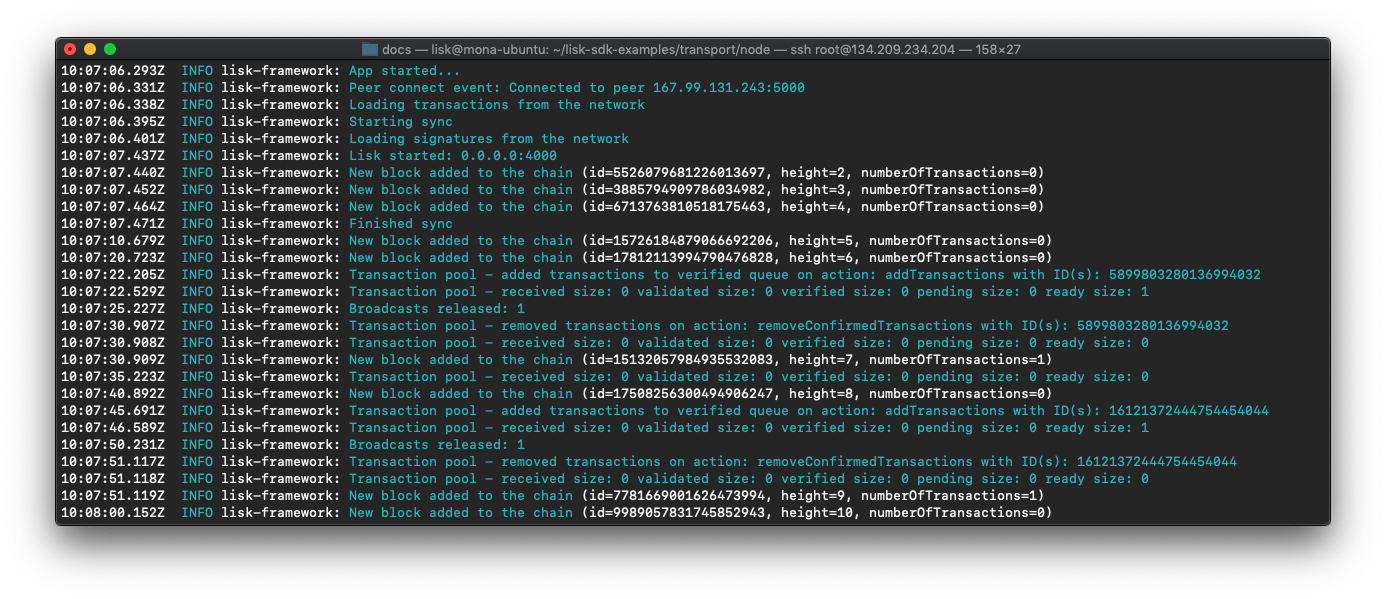 docs — lisk@mona-ubuntu: ~/lisk-sdk-examples/transport/node — ssh root@134.209.234.204 — 158×27
10:07:06.293Z  INFO lisk-framework: App started...
10:07:06.331Z  INFO lisk-framework: Peer connect event: Connected to peer 167.99.131.243:5000
10:07:06.338Z  INFO lisk-framework: Loading transactions from the network
10:07:06.395Z  INFO lisk-framework: Starting sync
10:07:06.401Z  INFO lisk-framework: Loading signatures from the network
10:07:07.437Z  INFO lisk-framework: Lisk started: 0.0.0.0:4000
10:07:07.440Z  INFO lisk-framework: New block added to the chain (id=5526079681226013697, height=2, numberOfTransactions=0)
10:07:07.452Z  INFO lisk-framework: New block added to the chain (id=3885794909786034982, height=3, numberOfTransactions=0)
10:07:07.464Z  INFO lisk-framework: New block added to the chain (id=6713763810518175463, height=4, numberOfTransactions=0)
10:07:07.471Z  INFO lisk-framework: Finished sync
10:07:10.679Z  INFO lisk-framework: New block added to the chain (id=15726184879066692206, height=5, numberOfTransactions=0)
10:07:20.723Z  INFO lisk-framework: New block added to the chain (id=17812113994790476828, height=6, numberOfTransactions=0)
10:07:22.205Z  INFO lisk-framework: Transaction pool - added transactions to verified queue on action: addTransactions with ID(s): 5899803280136994032
10:07:22.529Z  INFO lisk-framework: Transaction pool - received size: 0 validated size: 0 verified size: 0 pending size: 0 ready size: 1
10:07:25.227Z  INFO lisk-framework: Broadcasts released: 1
10:07:30.907Z  INFO lisk-framework: Transaction pool - removed transactions on action: removeConfirmedTransactions with ID(s): 5899803280136994032
10:07:30.908Z  INFO lisk-framework: Transaction pool - received size: 0 validated size: 0 verified size: 0 pending size: 0 ready size: 0
10:07:30.909Z  INFO lisk-framework: New block added to the chain (id=15132057984935532083, height=7, numberOfTransactions=1)
10:07:35.223Z  INFO lisk-framework: Transaction pool - received size: 0 validated size: 0 verified size: 0 pending size: 0 ready size: 0
10:07:40.892Z  INFO lisk-framework: New block added to the chain (id=17508256300494906247, height=8, numberOfTransactions=0)
10:07:45.691Z  INFO lisk-framework: Transaction pool - added transactions to verified queue on action: addTransactions with ID(s): 16121372444754454044
10:07:46.589Z  INFO lisk-framework: Transaction pool - received size: 0 validated size: 0 verified size: 0 pending size: 0 ready size: 1
10:07:50.231Z  INFO lisk-framework: Broadcasts released: 1
10:07:51.117Z  INFO lisk-framework: Transaction pool - removed transactions on action: removeConfirmedTransactions with ID(s): 16121372444754454044
10:07:51.118Z  INFO lisk-framework: Transaction pool - received size: 0 validated size: 0 verified size: 0 pending size: 0 ready size: 0
10:07:51.119Z  INFO lisk-framework: New block added to the chain (id=7781669001626473994, height=9, numberOfTransactions=1)
10:08:00.152Z  INFO lisk-framework: New block added to the chain (id=9989057831745852943, height=10, numberOfTransactions=0)